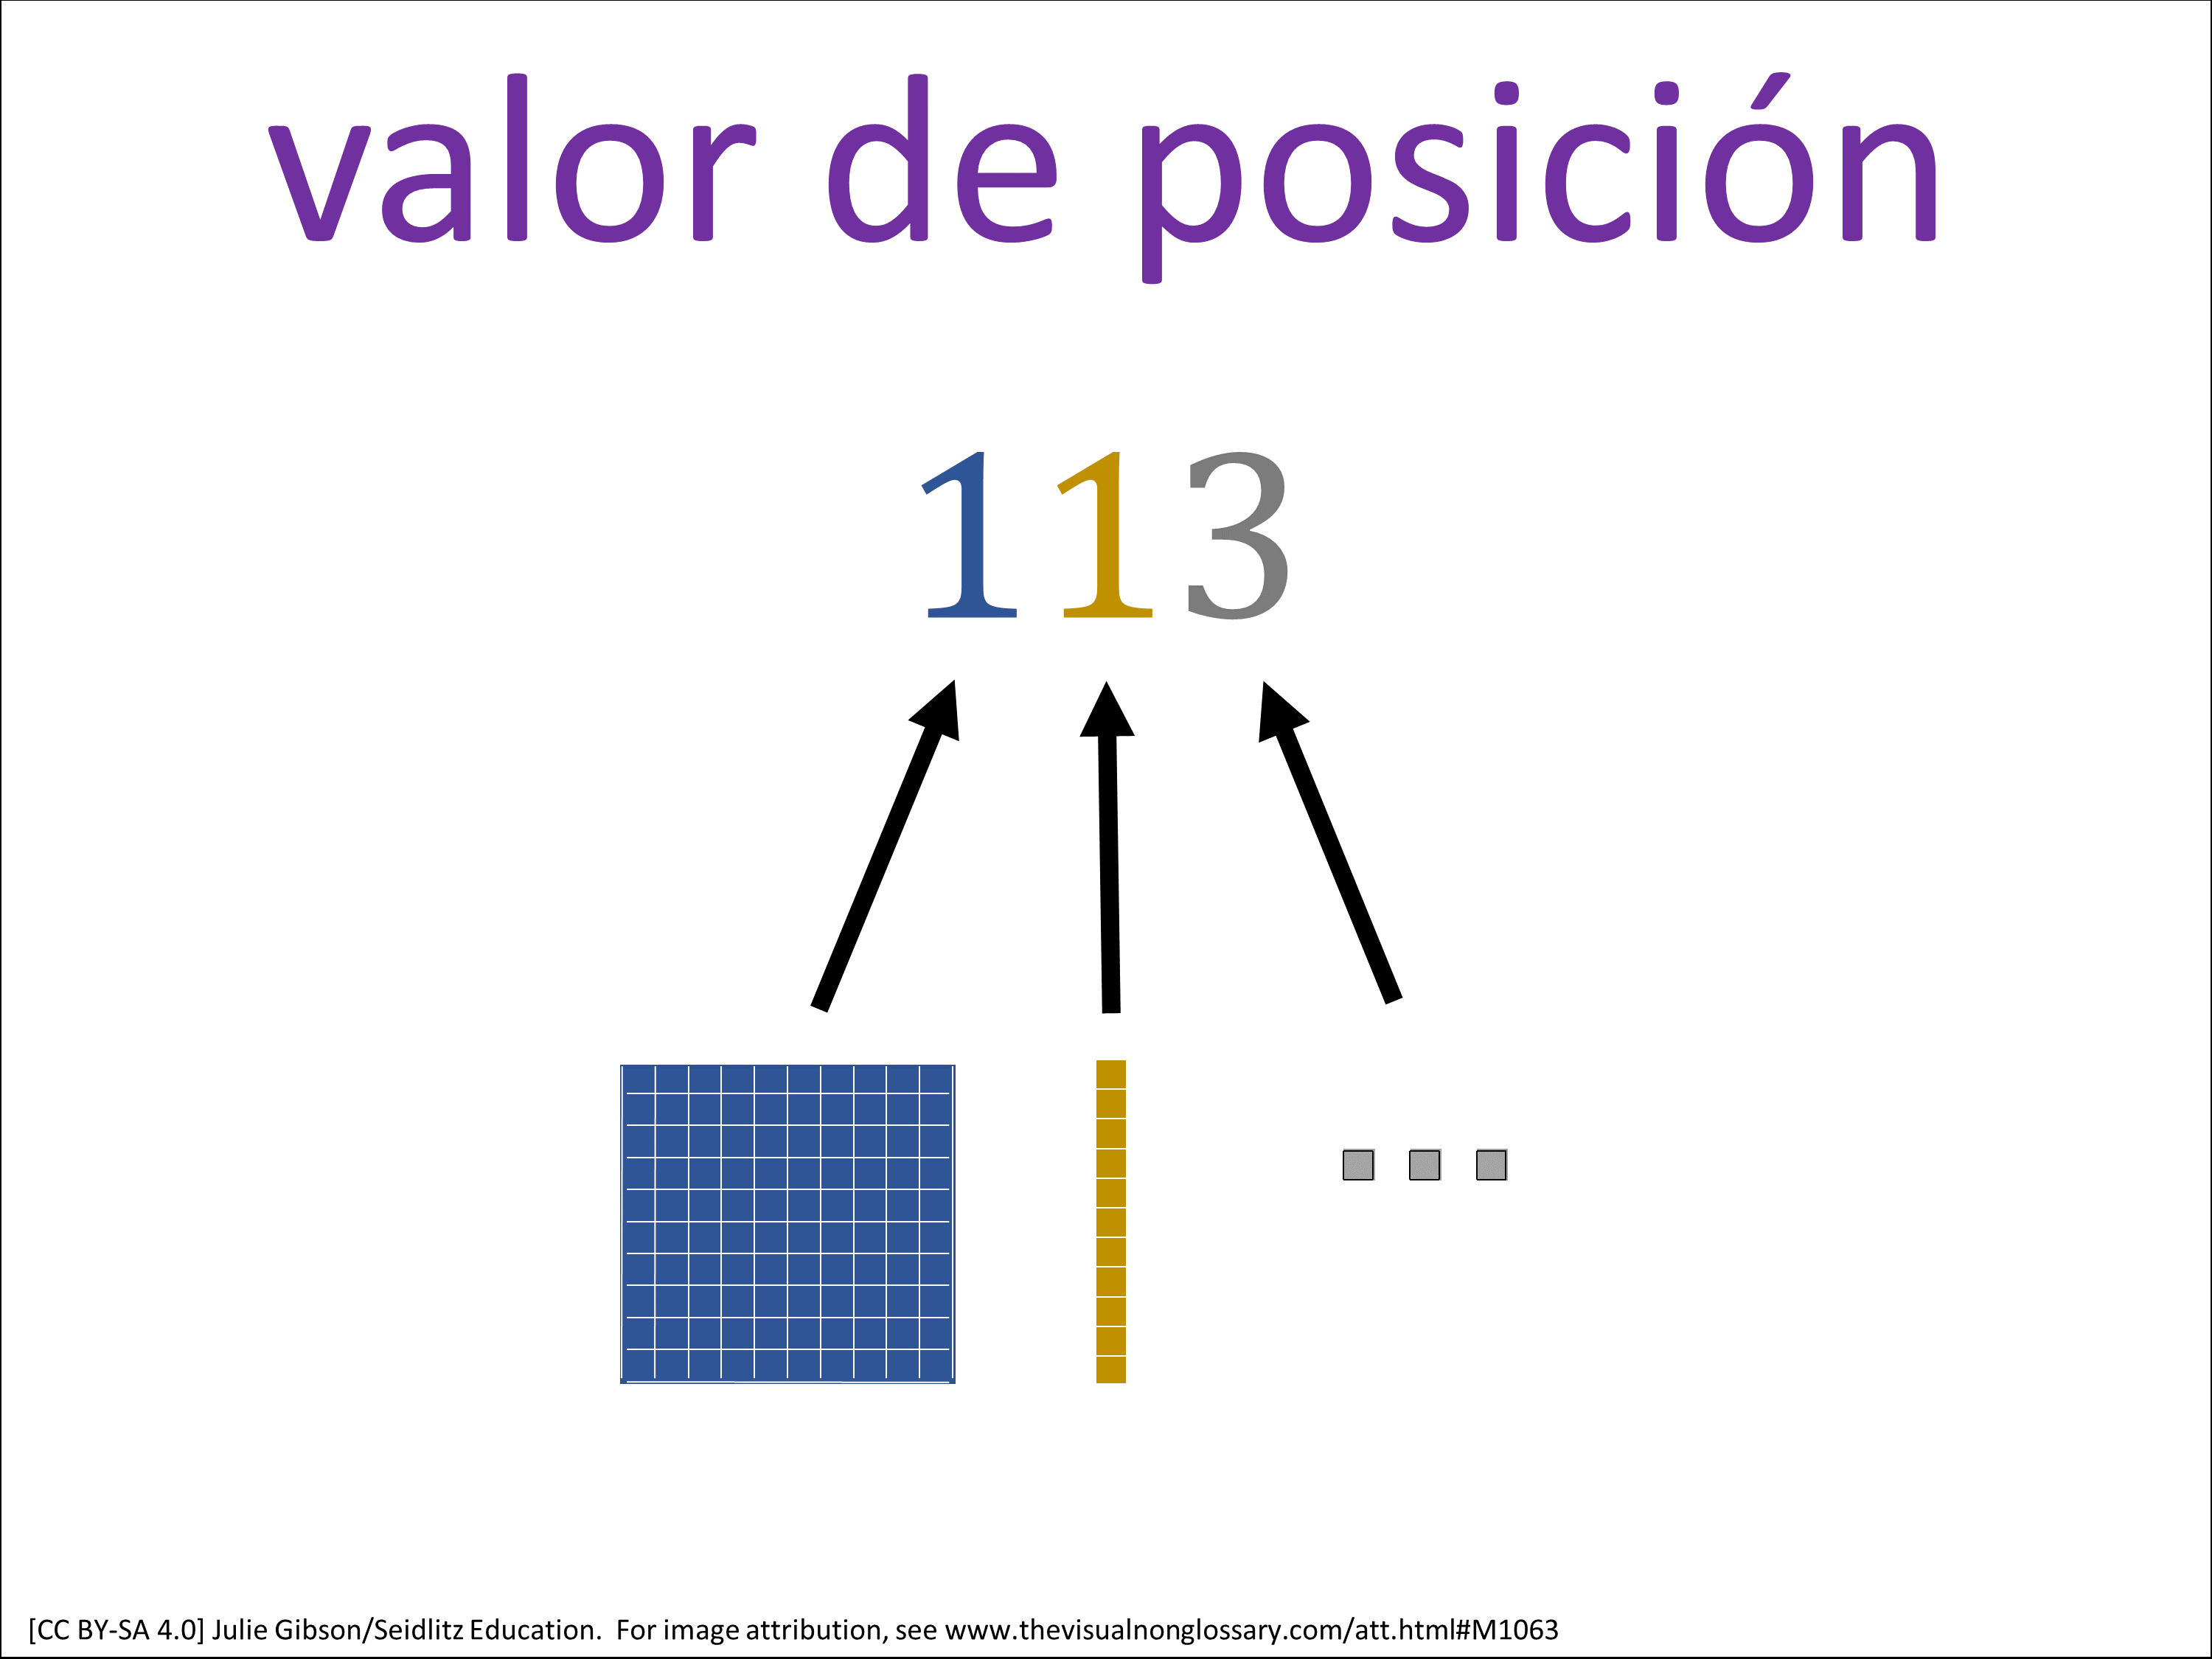 valor de posición
113
[CC BY-SA 4.0] Julie Gibson/Seidlitz Education.  For image attribution, see www.thevisualnonglossary.com/att.html#M1063